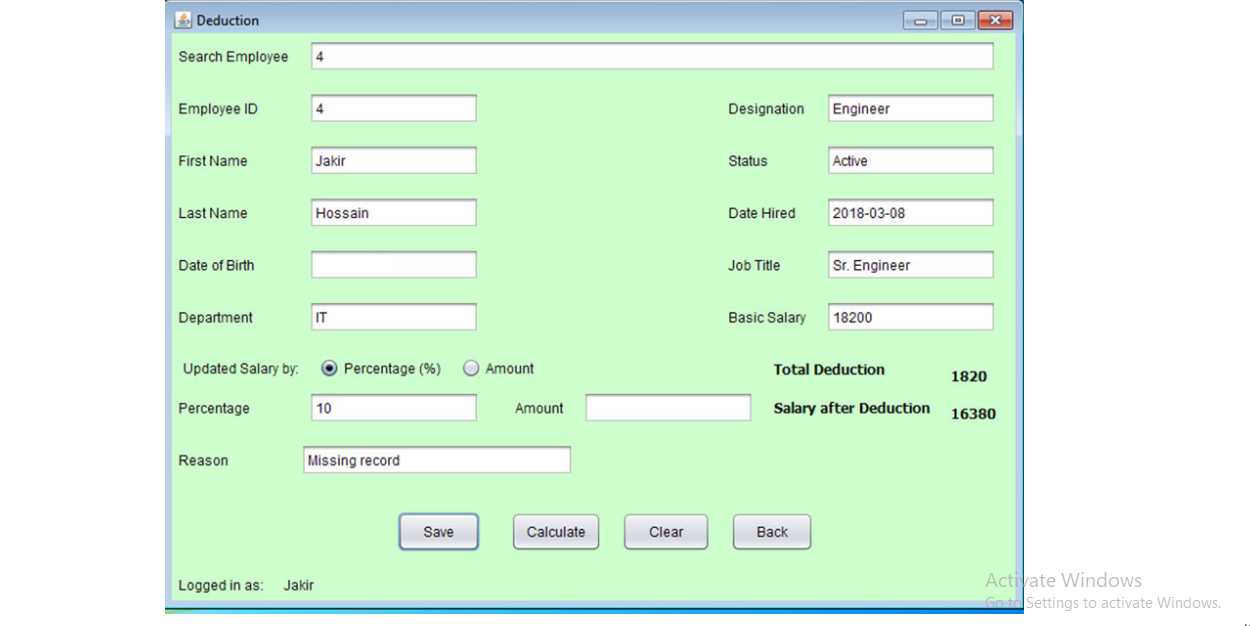 Deduction
Search Employee 4
Employee ID 4 Designation Engineer
First Name Jakir Status Active
Last Name Hossain Date Hired 2018-03-08
Date of Birth Job Title Sr. Engineer
Department IT Basic Salary 18200
Updated Salary by: Percentage (%) Amount Total Deduction 1820
Percentage 10 Amount Salary after Deduction 16380
Reason Missing record
Save Calculate Clear Back
Logged in as: Jakir
Activate Windows
Go to Settings to activate Windows.